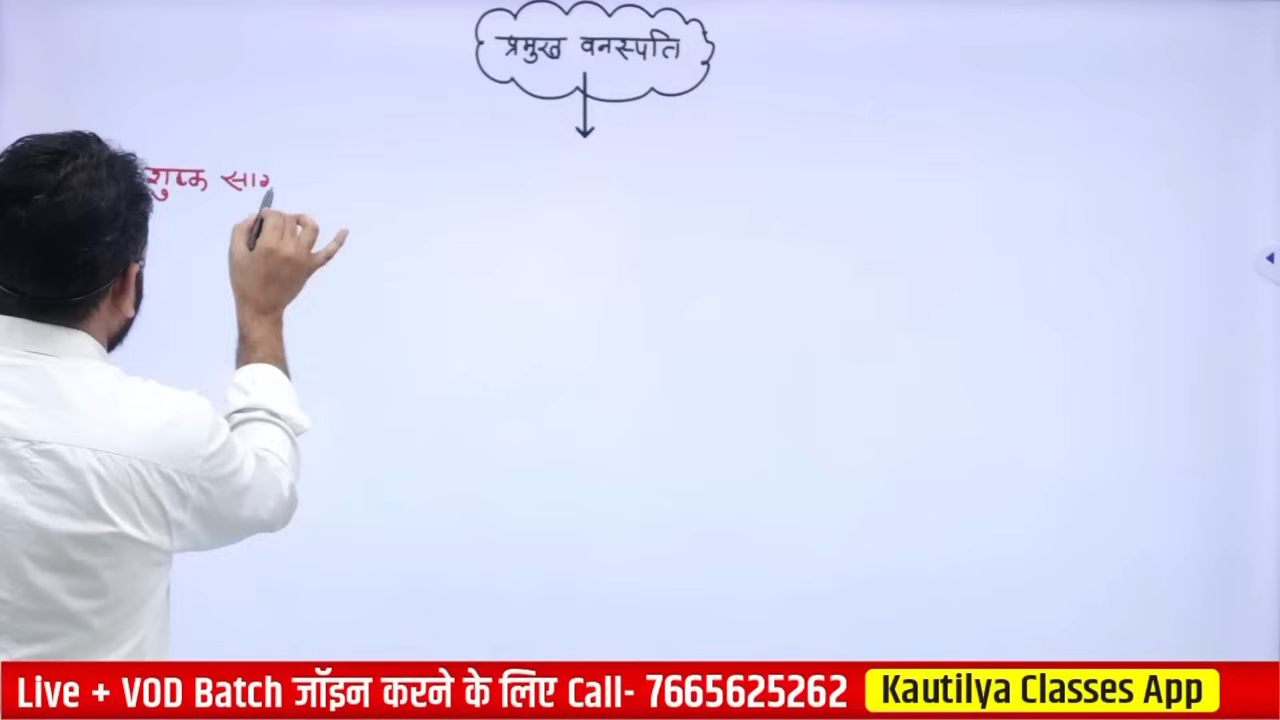 प्रमुख वनस्पति
शुष्क
Live + VOD Batch जॉइन करने के लिए Call- 7665625262
Kautilya Classes App